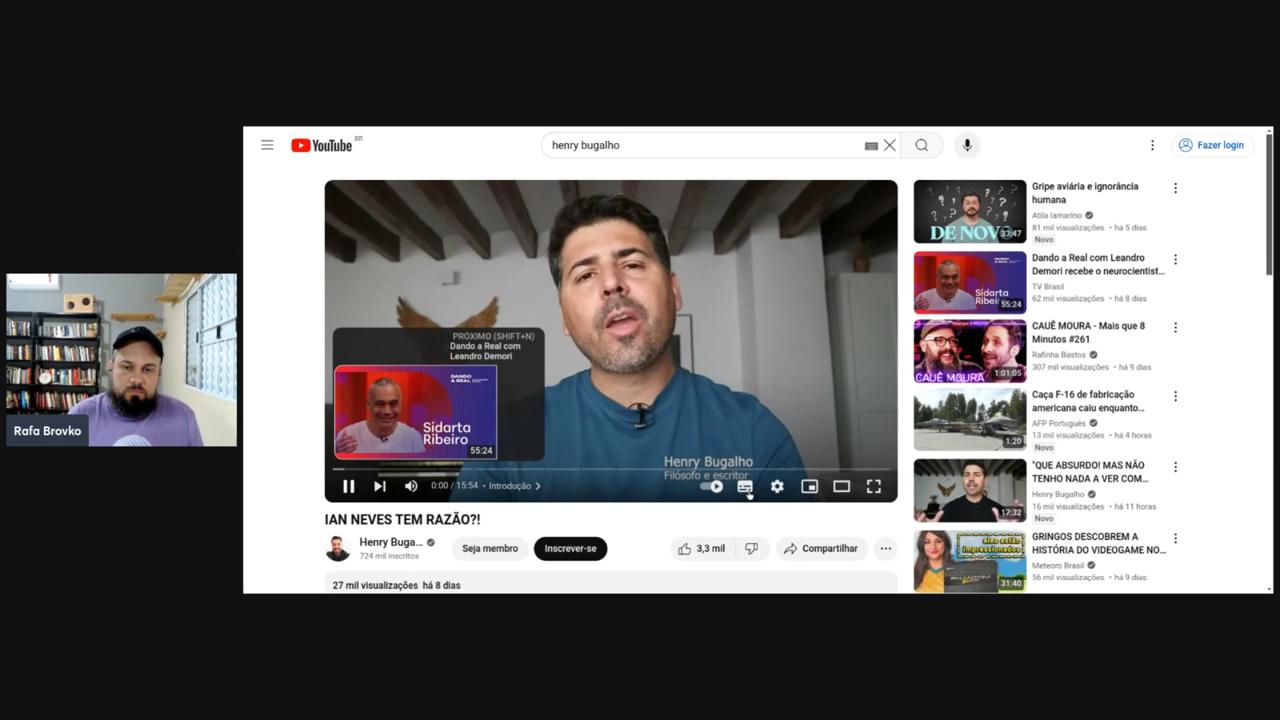 YouTube BR
henry bugalho
Fazer login
PRÓXIMO (SHIFT+N)
Dando a Real com
Leandro Demori
DANDO
A REAL
Sidarta
Ribeiro
55:24
Henry Bugalho
Filósofo e escritor
0:00 / 15:54 • Introdução
IAN NEVES TEM RAZÃO?!
Henry Buga...
724 mil inscritos
Seja membro
Inscrever-se
3,3 mil
Compartilhar
27 mil visualizações há 8 dias
DE NOVO
33:47
Gripe aviária e ignorância
humana
Atila Iamarino
81 mil visualizações • há 5 dias
Novo
Sidarta
Ribeiro
55:24
Dando a Real com Leandro
Demori recebe o neurocientist...
TV Brasil
62 mil visualizações • há 8 dias
CAUÊ MOURA
1:01:05
CAUÊ MOURA - Mais que 8
Minutos #261
Rafinha Bastos
307 mil visualizações • há 9 dias
1:20
Caça F-16 de fabricação
americana caiu enquanto...
AFP Português
13 mil visualizações • há 4 horas
Novo
17:32
"QUE ABSURDO! MAS NÃO
TENHO NADA A VER COM...
Henry Bugalho
16 mil visualizações • há 11 horas
Novo
eles estão
impressionados
31:40
GRINGOS DESCOBREM A
HISTÓRIA DO VIDEOGAME NO...
Meteoro Brasil
56 mil visualizações • há 9 dias
Rafa Brovko